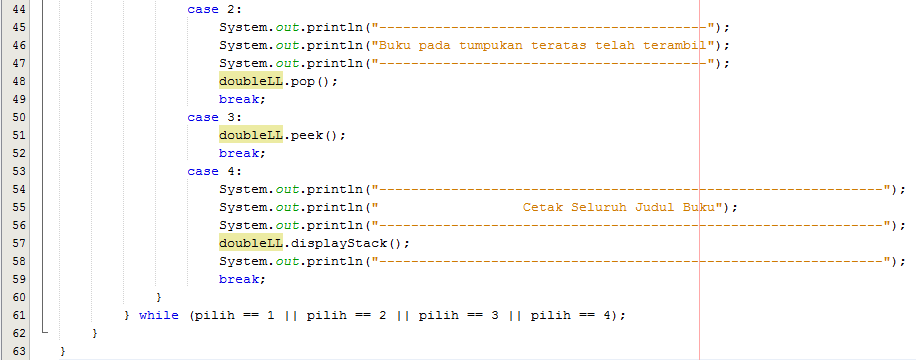 44 case 2:
45 System.out.println("-----------------------------------------");
46 System.out.println("Buku pada tumpukan teratas telah terambil");
47 System.out.println("-----------------------------------------");
48 doubleLL.pop();
49 break;
50 case 3:
51 doubleLL.peek();
52 break;
53 case 4:
54 System.out.println("---------------------------------------------------------------");
55 System.out.println("                  Cetak Seluruh Judul Buku");
56 System.out.println("---------------------------------------------------------------");
57 doubleLL.displayStack();
58 System.out.println("---------------------------------------------------------------");
59 break;
60 }
61 } while (pilih == 1 || pilih == 2 || pilih == 3 || pilih == 4);
62 }
63 }